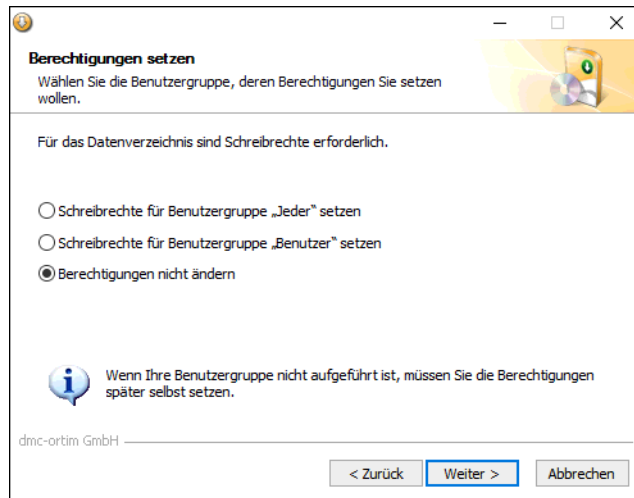 Berechtigungen setzen
Wählen Sie die Benutzergruppe, deren Berechtigungen Sie setzen
wollen.
Für das Datenverzeichnis sind Schreibrechte erforderlich.
Schreibrechte für Benutzergruppe „Jeder“ setzen
Schreibrechte für Benutzergruppe „Benutzer“ setzen
Berechtigungen nicht ändern
Wenn Ihre Benutzergruppe nicht aufgeführt ist, müssen Sie die Berechtigungen
später selbst setzen.
dmc-ortim GmbH
< Zurück Weiter > Abbrechen